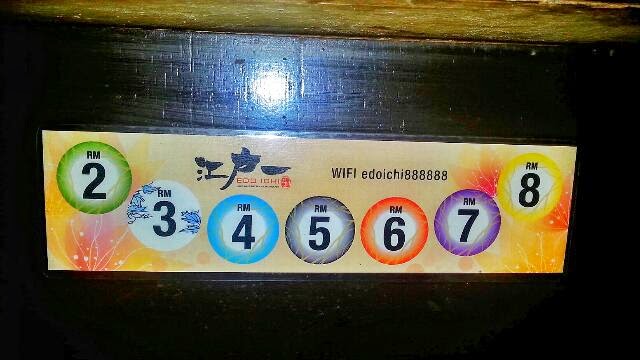 江户一
EDO ICHI
WIFI edoichi888888
RM
2
RM
3
RM
4
RM
5
RM
6
RM
7
RM
8